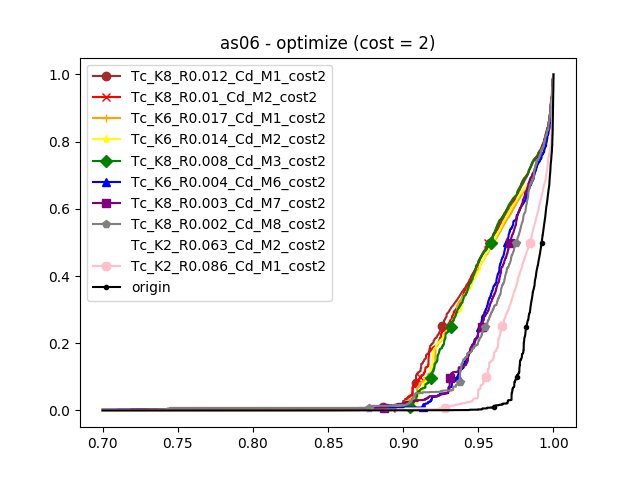 as06 - optimize (cost = 2)
1.0
0.8
0.6
0.4
0.2
0.0
Tc_K8_R0.012_Cd_M1_cost2
Tc_K8_R0.01_Cd_M2_cost2
Tc_K6_R0.017_Cd_M1_cost2
Tc_K6_R0.014_Cd_M2_cost2
Tc_K8_R0.008_Cd_M3_cost2
Tc_K6_R0.004_Cd_M6_cost2
Tc_K8_R0.003_Cd_M7_cost2
Tc_K8_R0.002_Cd_M8_cost2
Tc_K2_R0.063_Cd_M2_cost2
Tc_K2_R0.086_Cd_M1_cost2
origin
0.70 0.75 0.80 0.85 0.90 0.95 1.00